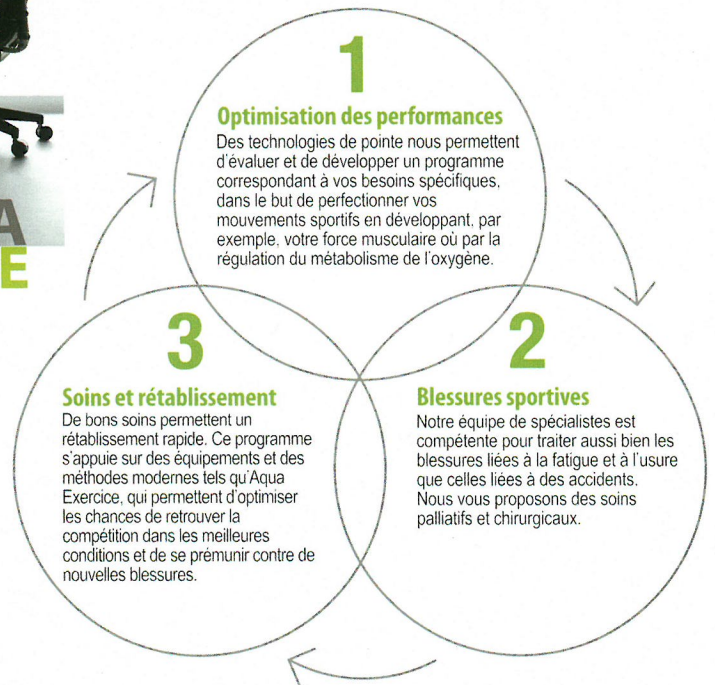 A
E
1
Optimisation des performances
Des technologies de pointe nous permettent
d'évaluer et de développer un programme
correspondant à vos besoins spécifiques,
dans le but de perfectionner vos
mouvements sportifs en développant, par
exemple, votre force musculaire où par la
régulation du métabolisme de l'oxygène.
3
Soins et rétablissement
De bons soins permettent un
rétablissement rapide. Ce programme
s'appuie sur des équipements et des
méthodes modernes tels qu'Aqua
Exercice, qui permettent d'optimiser
les chances de retrouver la
compétition dans les meilleures
conditions et de se prémunir contre de
nouvelles blessures.
2
Blessures sportives
Notre équipe de spécialistes est
compétente pour traiter aussi bien les
blessures liées à la fatigue et à l'usure
que celles liées à des accidents.
Nous vous proposons des soins
palliatifs et chirurgicaux.